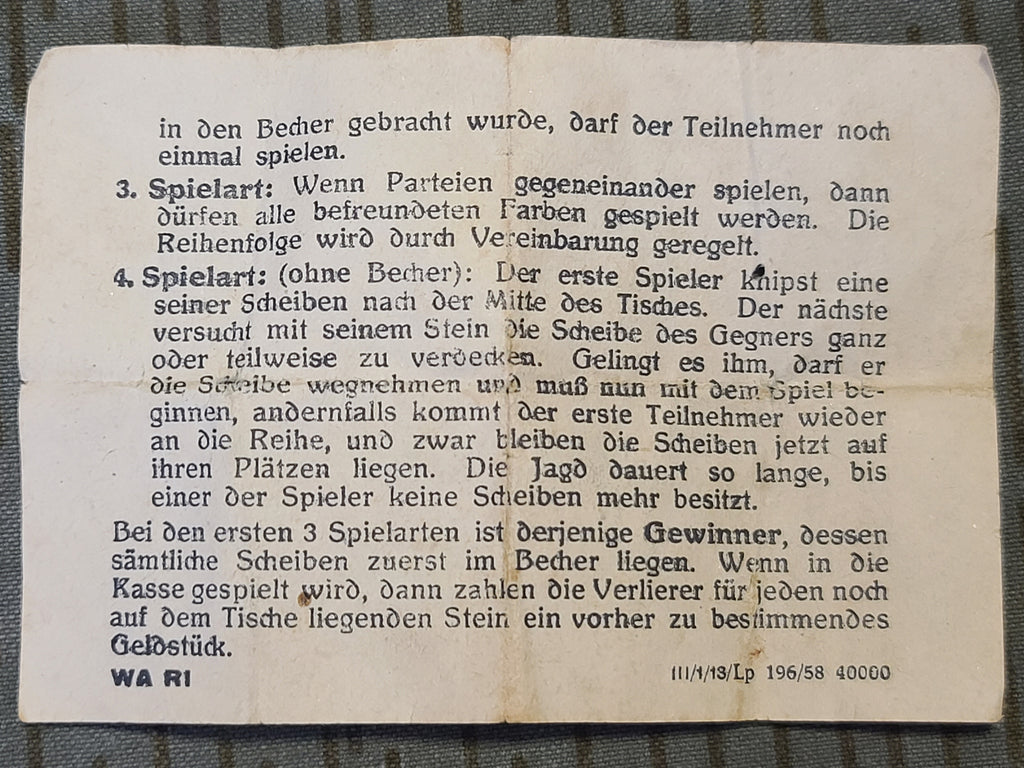 in den Becher gebracht wurde, darf der Teilnehmer noch
einmal spielen.
3. Spielart: Wenn Parteien gegeneinander spielen, dann
dürfen alle befreundeten Farben gespielt werden. Die
Reihenfolge wird durch Vereinbarung geregelt.
4. Spielart: (ohne Becher): Der erste Spieler knipst eine
seiner Scheiben nach der Mitte des Tisches. Der nächste
versucht mit seinem Stein die Scheibe des Gegners ganz
oder teilweise zu verdecken. Gelingt es ihm, darf er
die Scheibe wegnehmen und muß nun mit dem Spiel be-
ginnen, andernfalls kommt der erste Teilnehmer wieder
an die Reihe, und zwar bleiben die Scheiben jetzt auf
ihren Plätzen liegen. Die Jagd dauert so lange, bis
einer der Spieler keine Scheiben mehr besitzt.
Bei den ersten 3 Spielarten ist derjenige Gewinner, dessen
sämtliche Scheiben zuerst im Becher liegen. Wenn in die
Kasse gespielt wird, dann zahlen die Verlierer für jeden noch
auf dem Tische liegenden Stein ein vorher zu bestimmendes
Geldstück.
WA RI III/1/13/Lp 196/58 40000